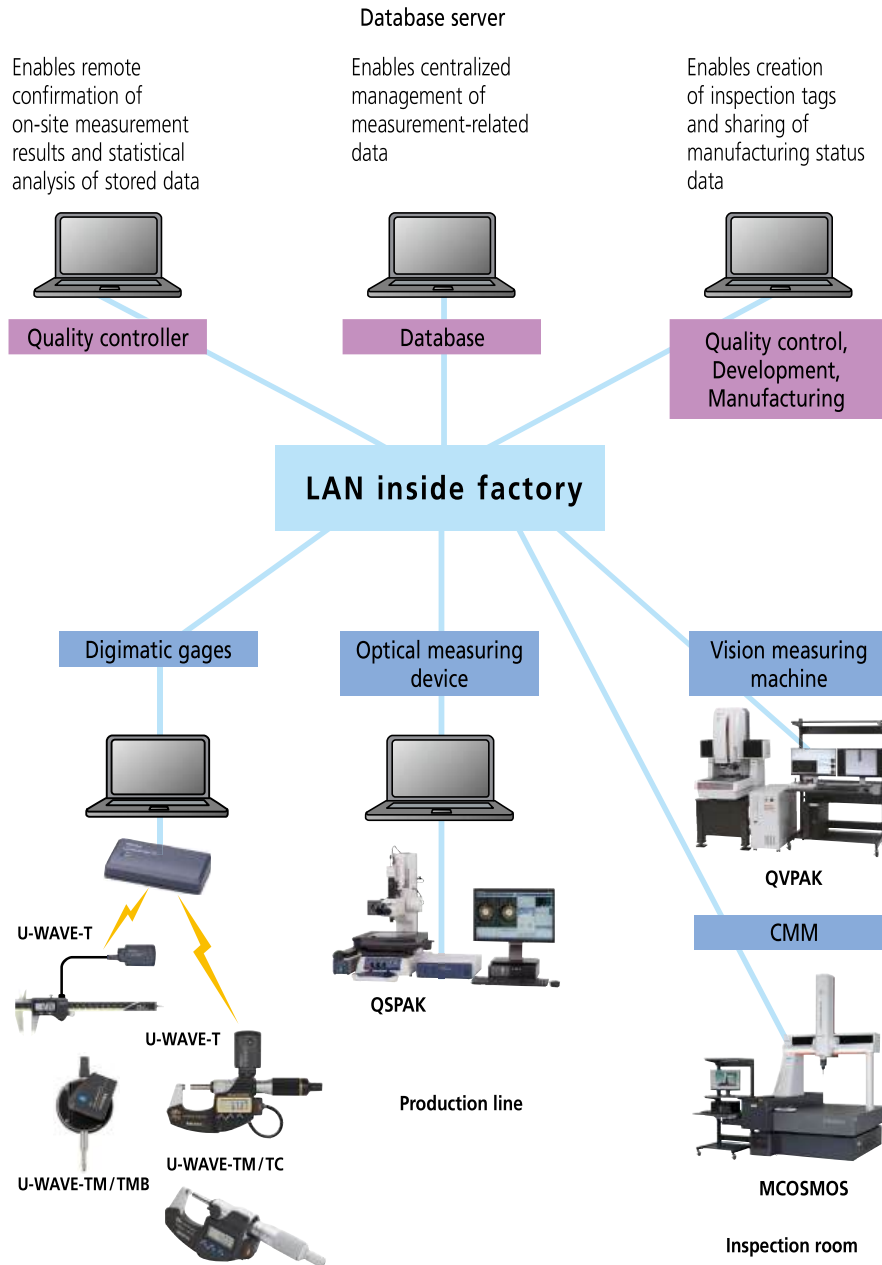 Database server
Enables remote
confirmation of
on-site measurement
results and statistical
analysis of stored data
Enables centralized
management of
measurement-related
data
Enables creation
of inspection tags
and sharing of
manufacturing status
data
Quality controller
Database
Quality control,
Development,
Manufacturing
LAN inside factory
Digimatic gages
Optical measuring
device
Vision measuring
machine
QVPAK
U-WAVE-T
CMM
QSPAK
U-WAVE-T
Production line
U-WAVE-TM/TMB
U-WAVE-TM/TC
MCOSMOS
Inspection room